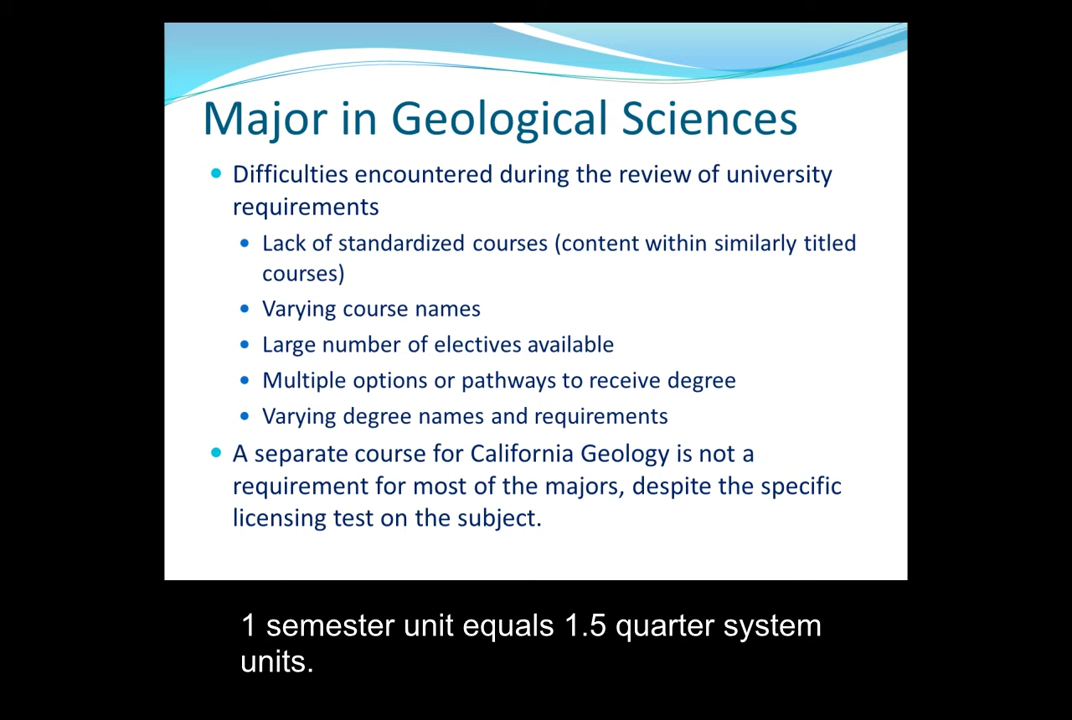 Major in Geological Sciences
Difficulties encountered during the review of university
requirements
Lack of standardized courses (content within similarly titled
courses)
Varying course names
Large number of electives available
Multiple options or pathways to receive degree
Varying degree names and requirements
A separate course for California Geology is not a
requirement for most of the majors, despite the specific
licensing test on the subject.
1 semester unit equals 1.5 quarter system
units.